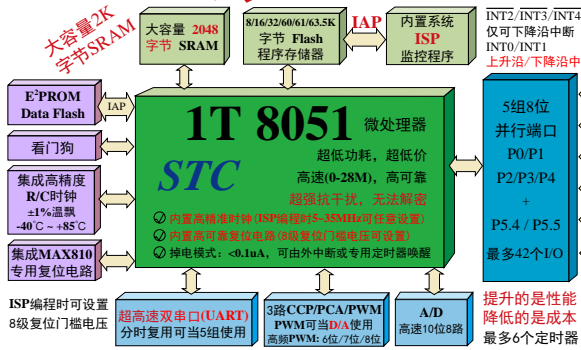 大容量2K
字节SRAM
大容量 2048
字节 SRAM
8/16/32/60/61/63.5K
字节 Flash
程序存储器
IAP
内置系统
ISP
监控程序
INT2/INT3/INT4
仅可下降沿中断
INT0/INT1
上升沿/下降沿中
E²PROM
Data Flash
IAP
看门狗
集成高精度
R/C时钟
±1%温飘
-40℃ ~ +85℃
集成MAX810
专用复位电路
1T 8051 微处理器
STC
超低功耗，超低价
高速(0-28M)，高可靠
超强抗干扰，无法解密
内置高精准时钟(ISP编程时5~35MHz可任意设置)
内置高可靠复位电路(8级复位门槛电压可设置)
掉电模式：<0.1uA，可由外中断或专用定时器唤醒
5组8位
并行端口
P0/P1
P2/P3/P4
+
P5.4 / P5.5
最多42个I/O
ISP编程时可设置
8级复位门槛电压
超高速双串口(UART)
分时复用可当5组使用
3路CCP/PCA/PWM
PWM可当D/A使用
高频PWM: 6位/7位/8位
A/D
高速10位8路
提升的是性能
降低的是成本
最多6个定时器